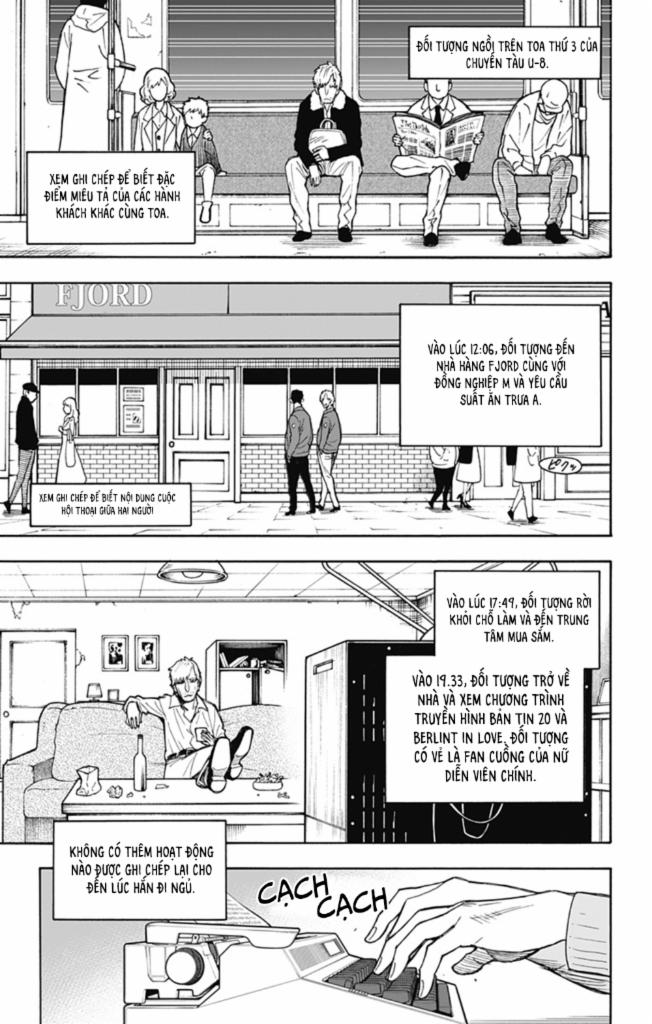 ĐỐI TƯỢNG NGỒI TRÊN TOA THỨ 3 CỦA
CHUYẾN TÀU U-8.
XEM GHI CHÉP ĐỂ BIẾT ĐẶC
ĐIỂM MIÊU TẢ CỦA CÁC HÀNH
KHÁCH KHÁC CÙNG TOA.
FJORD
VÀO LÚC 12:06, ĐỐI TƯỢNG ĐẾN
NHÀ HÀNG FJORD CÙNG VỚI
ĐỒNG NGHIỆP M VÀ YÊU CẦU
SUẤT ĂN TRƯA A.
XEM GHI CHÉP ĐỂ BIẾT NỘI DUNG CUỘC
HỘI THOẠI GIỮA HAI NGƯỜI
VÀO LÚC 17:49, ĐỐI TƯỢNG RỜI
KHỎI CHỖ LÀM VÀ ĐẾN TRUNG
TÂM MUA SẮM.
VÀO 19.33, ĐỐI TƯỢNG TRỞ VỀ
NHÀ VÀ XEM CHƯƠNG TRÌNH
TRUYỀN HÌNH BẢN TIN 20 VÀ
BERLINT IN LOVE. ĐỐI TƯỢNG
CÓ VẺ LÀ FAN CUỒNG CỦA NỮ
DIỄN VIÊN CHÍNH.
KHÔNG CÓ THÊM HOẠT ĐỘNG
NÀO ĐƯỢC GHI CHÉP LẠI CHO
ĐẾN LÚC HẮN ĐI NGỦ.
CẠCH
CẠCH